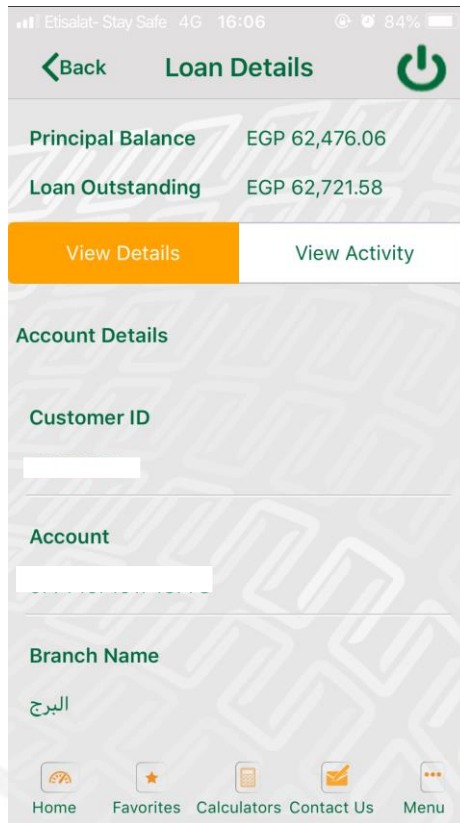 Etisalat- Stay Safe 4G 16:06 84%
Back Loan Details
Principal Balance EGP 62,476.06
Loan Outstanding EGP 62,721.58
View Details View Activity
Account Details
Customer ID
Account
Branch Name
البرج
Home Favorites Calculators Contact Us Menu